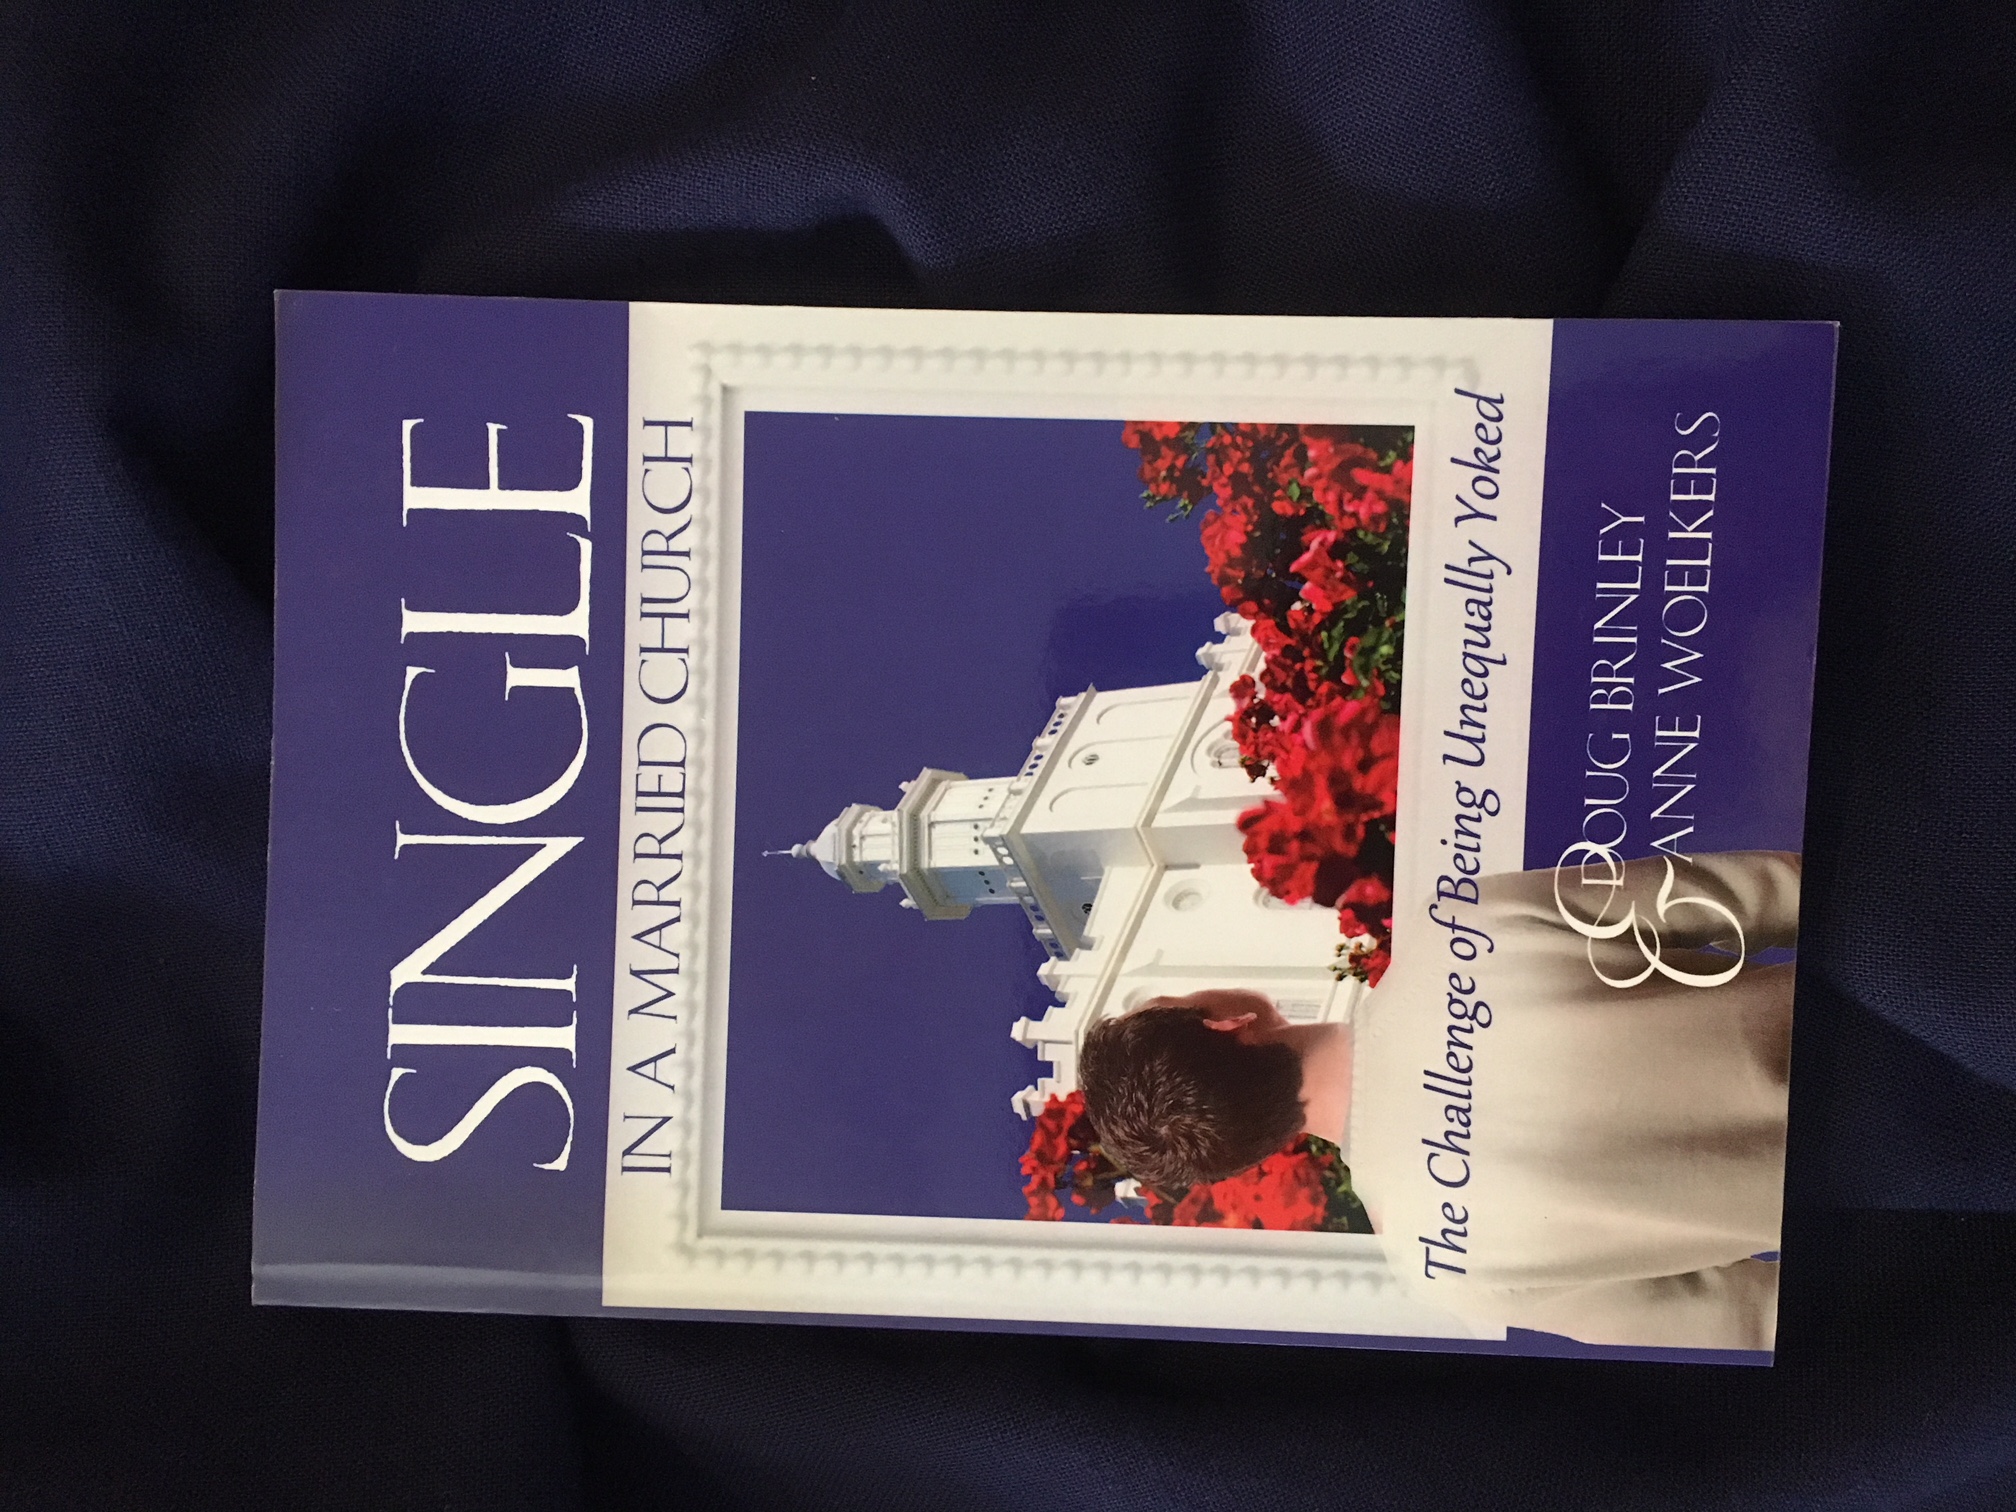 SINGLE
IN A MARRIED CHURCH
The Challenge of Being Unequally Yoked
DOUG BRINLEY
& ANNE WOELKERS